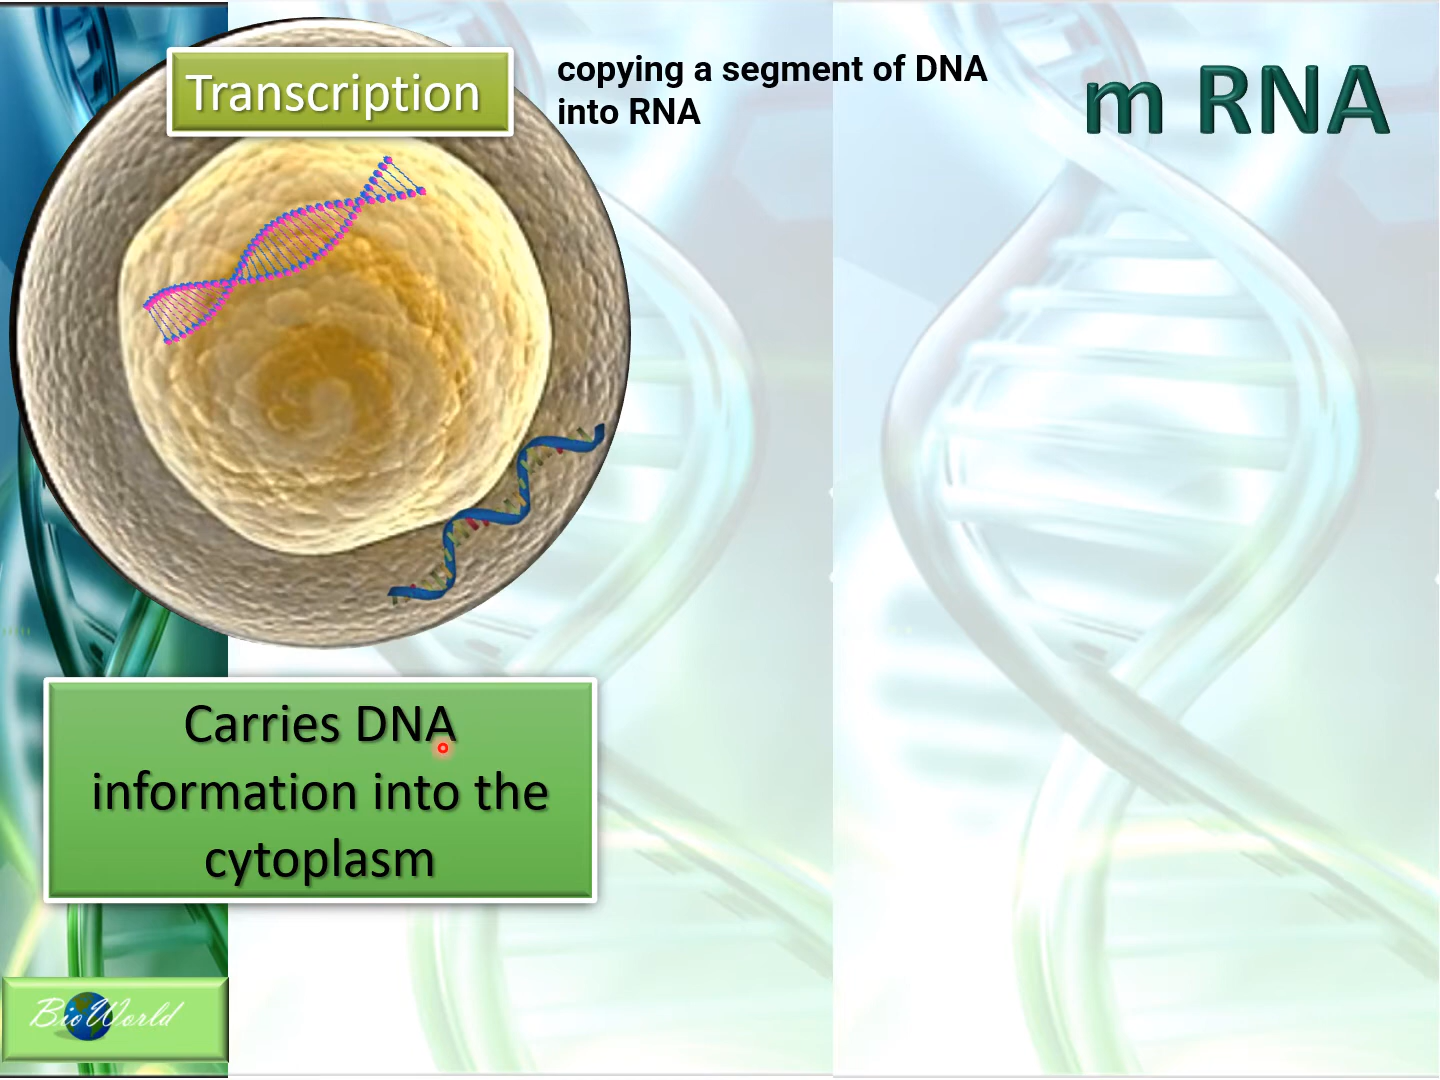 Transcription
copying a segment of DNA
into RNA
m RNA
Carries DNA
information into the
cytoplasm
BioWorld